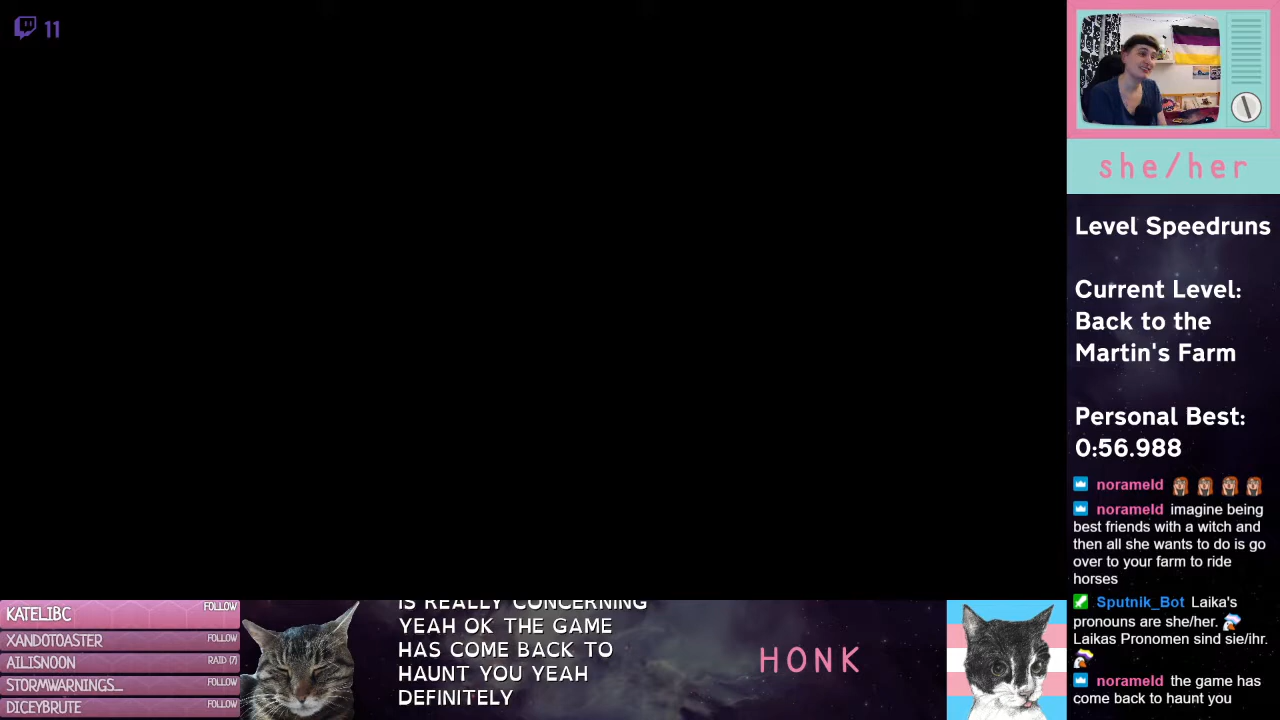 11
she/her
Level Speedruns
Current Level:
Back to the
Martin's Farm
Personal Best:
0:56.988
norameld
norameld imagine being
best friends with a witch and
then all she wants to do is go
over to your farm to ride
horses
Sputnik_Bot Laika's
pronouns are she/her.
Laikas Pronomen sind sie/ihr.
norameld the game has
come back to haunt you
KATELIBC FOLLOW
XANDOTOASTER FOLLOW
AILISNOON RAID (7)
STORMWARNINGS... FOLLOW
DICEYBRUTE FOLLOW
IS REALLY CONCERNING
YEAH OK THE GAME
HAS COME BACK TO
HAUNT YOU YEAH
DEFINITELY
HONK